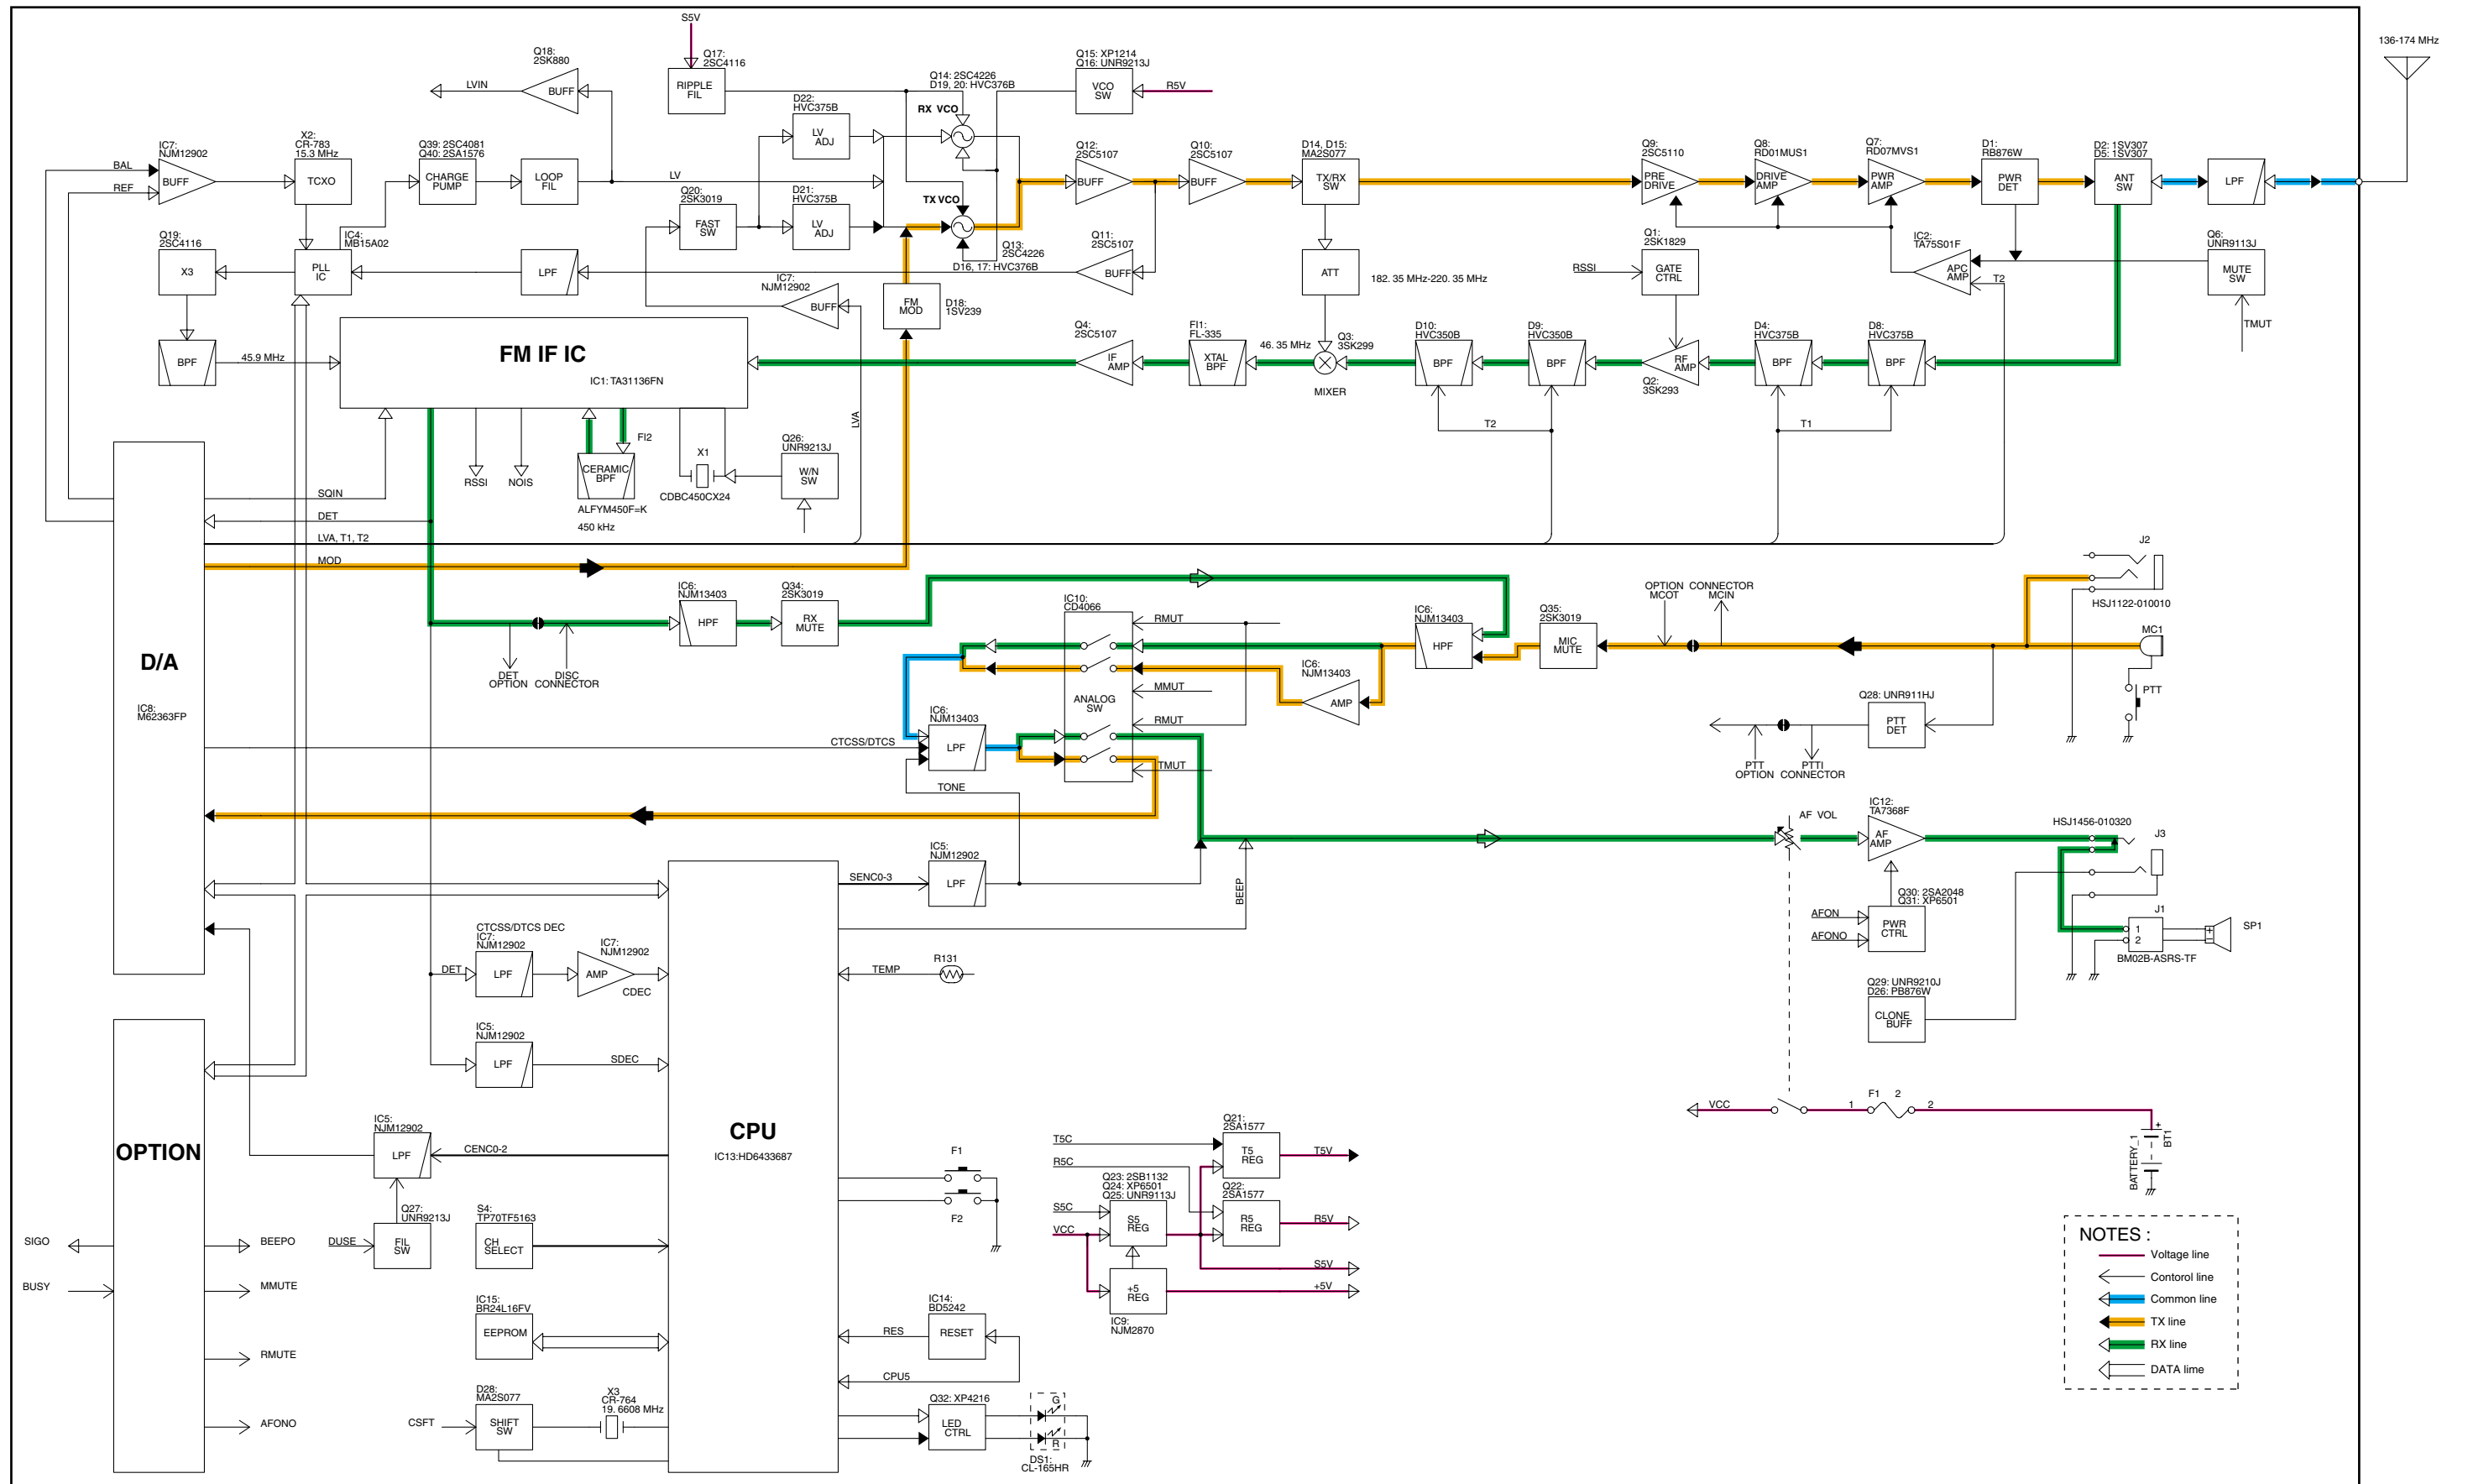 S5V
136-174 MHz
Q18:
2SK880
Q17:
2SC4116
Q14: 2SC4226
D19, 20: HVC376B
Q15: XP1214
Q16: UNR9213J
LVIN
BUFF
RIPPLE
FIL
VCO
SW
R5V
D22:
HVC375B
RX VCO
IC7:
NJM12902
X2:
CR-783
15.3 MHz
Q39: 2SC4081
Q40: 2SA1576
LV
ADJ
Q12:
2SC5107
Q10:
2SC5107
D14, D15:
MA2S077
Q9:
2SC5110
Q8:
RD01MUS1
Q7:
RD07MVS1
D1:
RB876W
D2: 1SV307
D5: 1SV307
BAL
REF
BUFF
TCXO
CHARGE
PUMP
LOOP
FIL
LV
BUFF
BUFF
TX/RX
SW
PRE
DRIVE
DRIVE
AMP
PWR
AMP
PWR
DET
ANT
SW
LPF
Q20:
2SK3019
D21:
HVC375B
TX VCO
FAST
SW
LV
ADJ
Q19:
2SC4116
IC4:
MB15A02
Q13:
2SC4226
Q11:
2SC5107
Q1:
2SK1829
IC2:
TA75S01F
Q6:
UNR9113J
X3
PLL
IC
LPF
D16, 17: HVC376B
BUFF
ATT
182. 35 MHz-220. 35 MHz
RSSI
GATE
CTRL
APC
AMP
T2
MUTE
SW
IC7:
NJM12902
BUFF
FM
MOD
D18:
1SV239
TMUT
FM IF IC
IC1: TA31136FN
Q4:
2SC5107
FI1:
FL-335
46. 35 MHz
Q3:
3SK299
D10:
HVC350B
D9:
HVC350B
D4:
HVC375B
D8:
HVC375B
BPF
45.9 MHz
IF
AMP
XTAL
BPF
MIXER
BPF
BPF
RF
AMP
Q2:
3SK293
BPF
BPF
LVA
T2
T1
FI2
X1
Q26:
UNR9213J
CERAMIC
BPF
W/N
SW
RSSI
NOIS
CDBC450CX24
ALFYM450F=K
450 kHz
SQIN
DET
LVA, T1, T2
MOD
D/A
IC8:
M62363FP
J2
HSJ1122-010010
IC6:
NJM13403
Q34:
2SK3019
IC10:
CD4066
IC6:
NJM13403
Q35:
2SK3019
OPTION CONNECTOR
MCOT MCIN
MC1
HPF
RX
MUTE
RMUT
HPF
MIC
MUTE
DET DISC
OPTION CONNECTOR
IC6:
NJM13403
AMP
MMUT
ANALOG
SW
RMUT
PTT
Q28: UNR911HJ
PTT
DET
IC6:
NJM13403
CTCSS/DTCS
LPF
TMUT
PTT PTTI
OPTION CONNECTOR
TONE
AF VOL
IC12:
TA7368F
AF
AMP
HSJ1456-010320
J3
IC5:
NJM12902
SENC0-3
LPF
BEEP
Q30: 2SA2048
Q31: XP6501
AFON
AFONO
PWR
CTRL
J1
1
2
SP1
BM02B-ASRS-TF
CTCSS/DTCS DEC
IC7:
NJM12902
IC7:
NJM12902
DET
LPF
AMP
CDEC
TEMP
R131
Q29: UNR9210J
D26: PB876W
CLONE
BUFF
IC5:
NJM12902
LPF
SDEC
CPU
IC13:HD6433687
OPTION
IC5:
NJM12902
LPF
CENC0-2
VCC
1
F1 2
2
BATTERY_1
BT1
+
F1
F2
T5C
R5C
Q21:
2SA1577
T5
REG
T5V
Q23: 2SB1132
Q24: XP6501
Q25: UNR9113J
Q22:
2SA1577
S5C
VCC
S5
REG
R5
REG
R5V
S5V
+5V
+5
REG
IC9:
NJM2870
Q27:
UNR9213J
S4:
TP70TF5163
SIGO
BEEPO
DUSE
FIL
SW
CH
SELECT
BUSY
MMUTE
IC15:
BR24L16FV
EEPROM
IC14:
BD5242
RES
RESET
CPU5
RMUTE
AFONO
D28:
MA2S077
X3
CR-764
19. 6608 MHz
CSFT
SHIFT
SW
Q32: XP4216
LED
CTRL
G
R
DS1:
CL-165HR
NOTES :
Voltage line
Contorol line
Common line
TX line
RX line
DATA lime